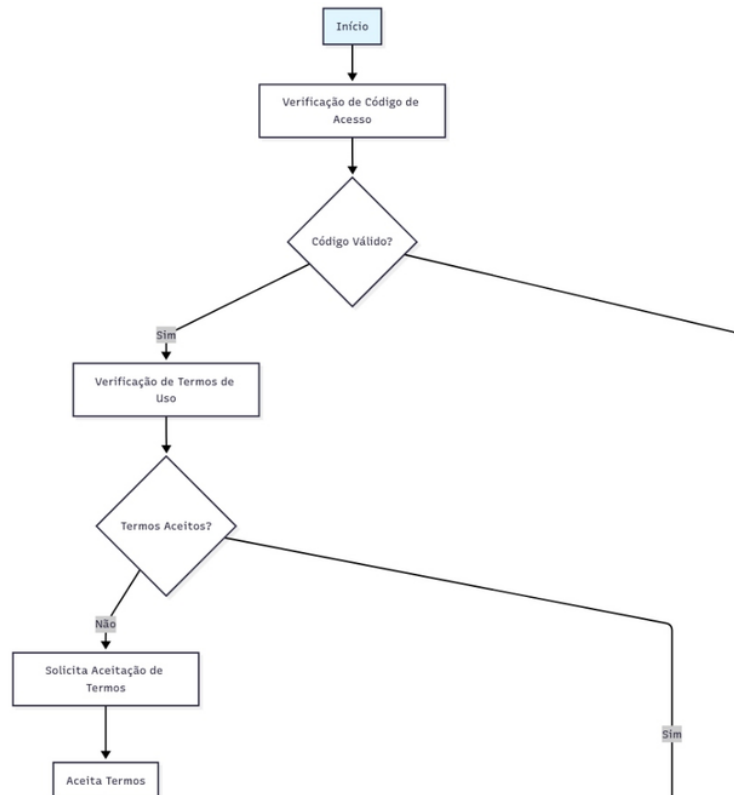 Início
Verificação de Código de
Acesso
Código Válido?
Sim
Verificação de Termos de
Uso
Termos Aceitos?
Não
Solicita Aceitação de
Termos
Sim
Aceita Termos